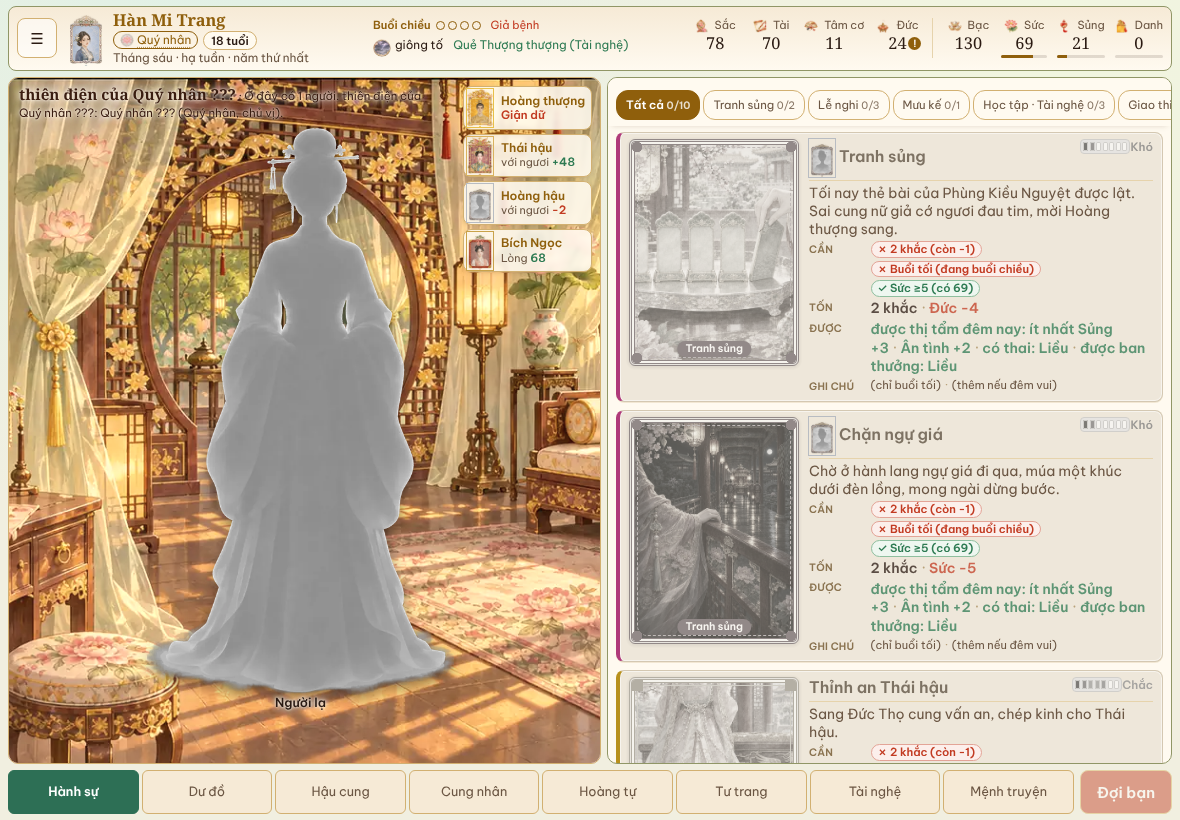 Hàn Mi Trang
Quý nhân
18 tuổi
Tháng sáu · hạ tuần · năm thứ nhất
Buổi chiều
Giả bệnh
giông tố
Quẻ Thượng thượng (Tài nghệ)
Sắc
78
Tài
70
Tâm cơ
11
Đức
24
Bạc
130
Sức
69
Sủng
21
Danh
0
thiên điện của Quý nhân ??? · Ở đây có 1 người · thiên điện của
Quý nhân ???: Quý nhân ??? (Quý nhân, chủ vị).
Hoàng thượng
Giận dữ
Thái hậu
với ngươi +48
Hoàng hậu
với ngươi -2
Bích Ngọc
Lòng 68
Người lạ
Tất cả 0/10
Tranh sủng 0/2
Lễ nghi 0/3
Mưu kế 0/1
Học tập · Tài nghệ 0/3
Giao thi
Tranh sủng
Khó
Tối nay thẻ bài của Phùng Kiều Nguyệt được lật.
Sai cung nữ giả cớ ngươi đau tim, mời Hoàng
thượng sang.
CẦN
× 2 khắc (còn -1)
× Buổi tối (đang buổi chiều)
✓ Sức ≥5 (có 69)
TỐN
2 khắc · Đức -4
ĐƯỢC
được thị tẩm đêm nay: ít nhất Sủng
+3 · Ân tình +2 · có thai: Liều · được ban
thưởng: Liều
GHI CHÚ
(chỉ buổi tối) · (thêm nếu đêm vui)
Tranh sủng
Chặn ngự giá
Khó
Chờ ở hành lang ngự giá đi qua, múa một khúc
dưới đèn lồng, mong ngài dừng bước.
CẦN
× 2 khắc (còn -1)
× Buổi tối (đang buổi chiều)
✓ Sức ≥5 (có 69)
TỐN
2 khắc · Sức -5
ĐƯỢC
được thị tẩm đêm nay: ít nhất Sủng
+3 · Ân tình +2 · có thai: Liều · được ban
thưởng: Liều
GHI CHÚ
(chỉ buổi tối) · (thêm nếu đêm vui)
Tranh sủng
Thỉnh an Thái hậu
Chắc
Sang Đức Thọ cung vấn an, chép kinh cho Thái
hậu.
CẦN
× 2 khắc (còn -1)
Hành sự
Dư đồ
Hậu cung
Cung nhân
Hoàng tự
Tư trang
Tài nghệ
Mệnh truyện
Đợi bạn